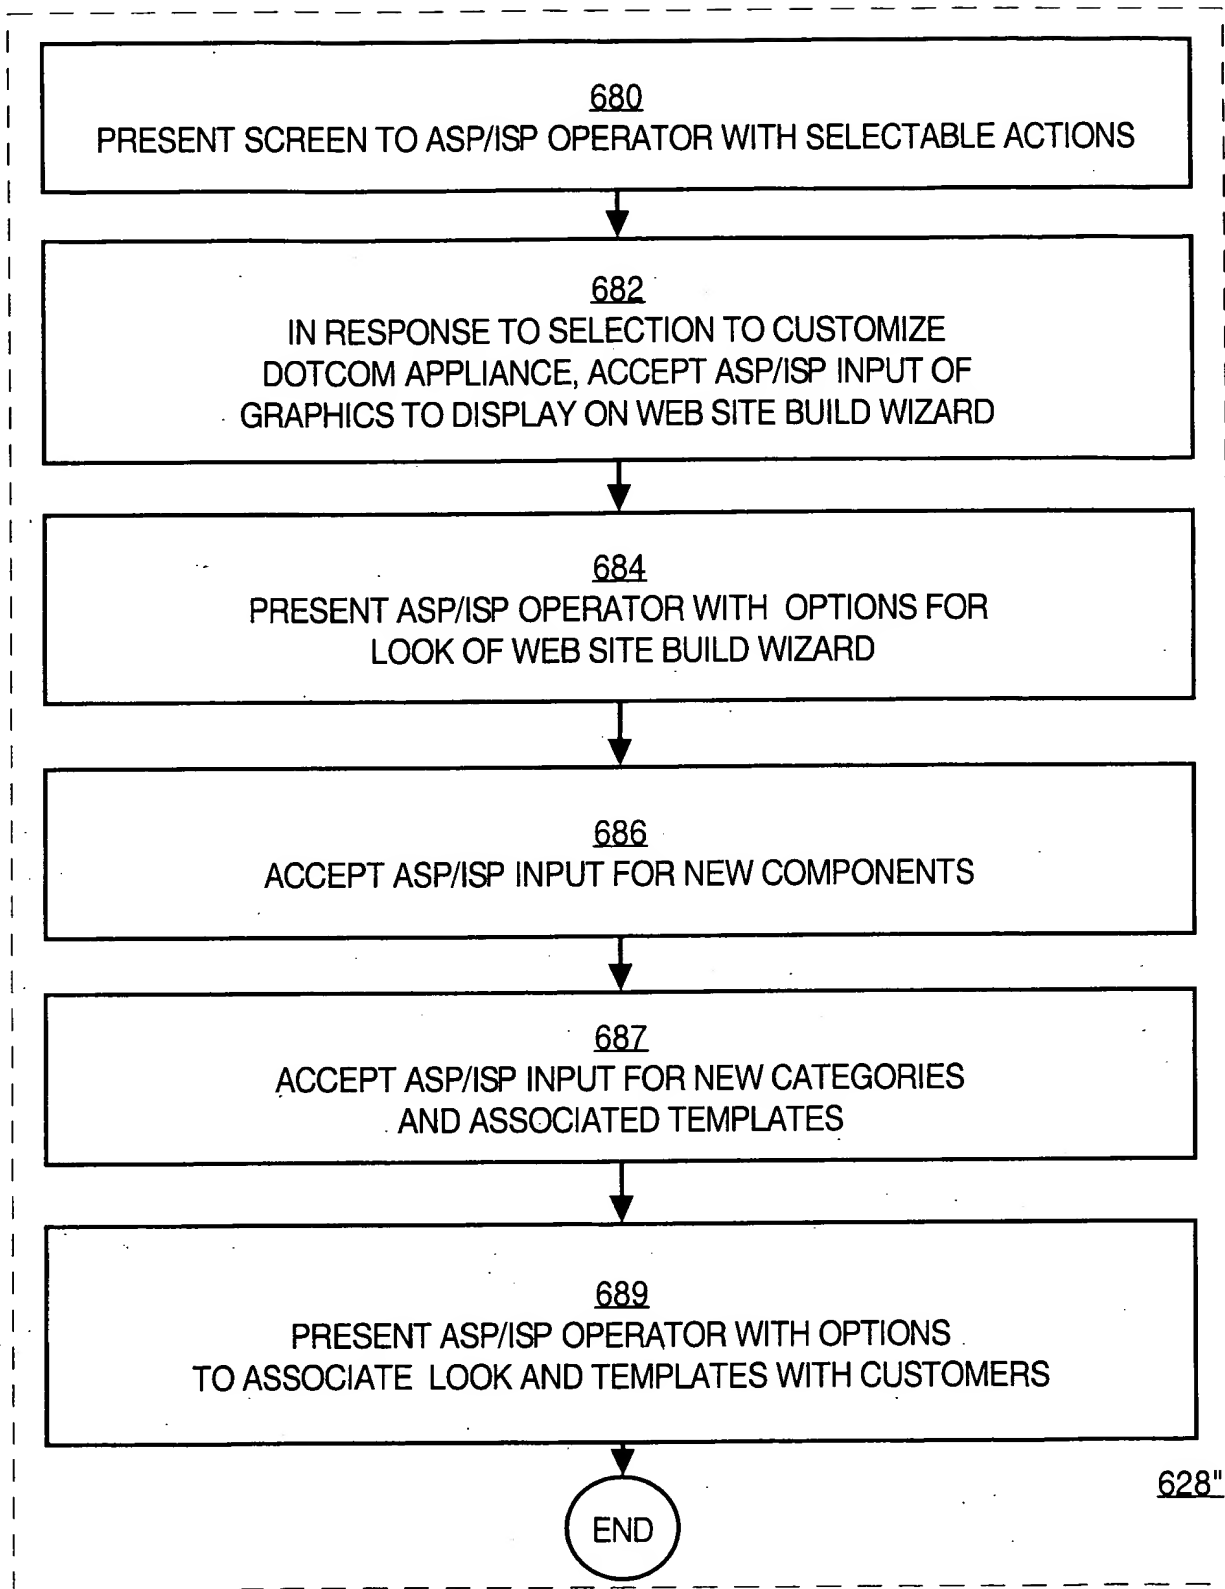 680
PRESENT SCREEN TO ASP/ISP OPERATOR WITH SELECTABLE ACTIONS
682
IN RESPONSE TO SELECTION TO CUSTOMIZE
DOTCOM APPLIANCE, ACCEPT ASP/ISP INPUT OF
GRAPHICS TO DISPLAY ON WEB SITE BUILD WIZARD
684
PRESENT ASP/ISP OPERATOR WITH OPTIONS FOR
LOOK OF WEB SITE BUILD WIZARD
686
ACCEPT ASP/ISP INPUT FOR NEW COMPONENTS
687
ACCEPT ASP/ISP INPUT FOR NEW CATEGORIES
AND ASSOCIATED TEMPLATES
689
PRESENT ASP/ISP OPERATOR WITH OPTIONS
TO ASSOCIATE LOOK AND TEMPLATES WITH CUSTOMERS
628"
END